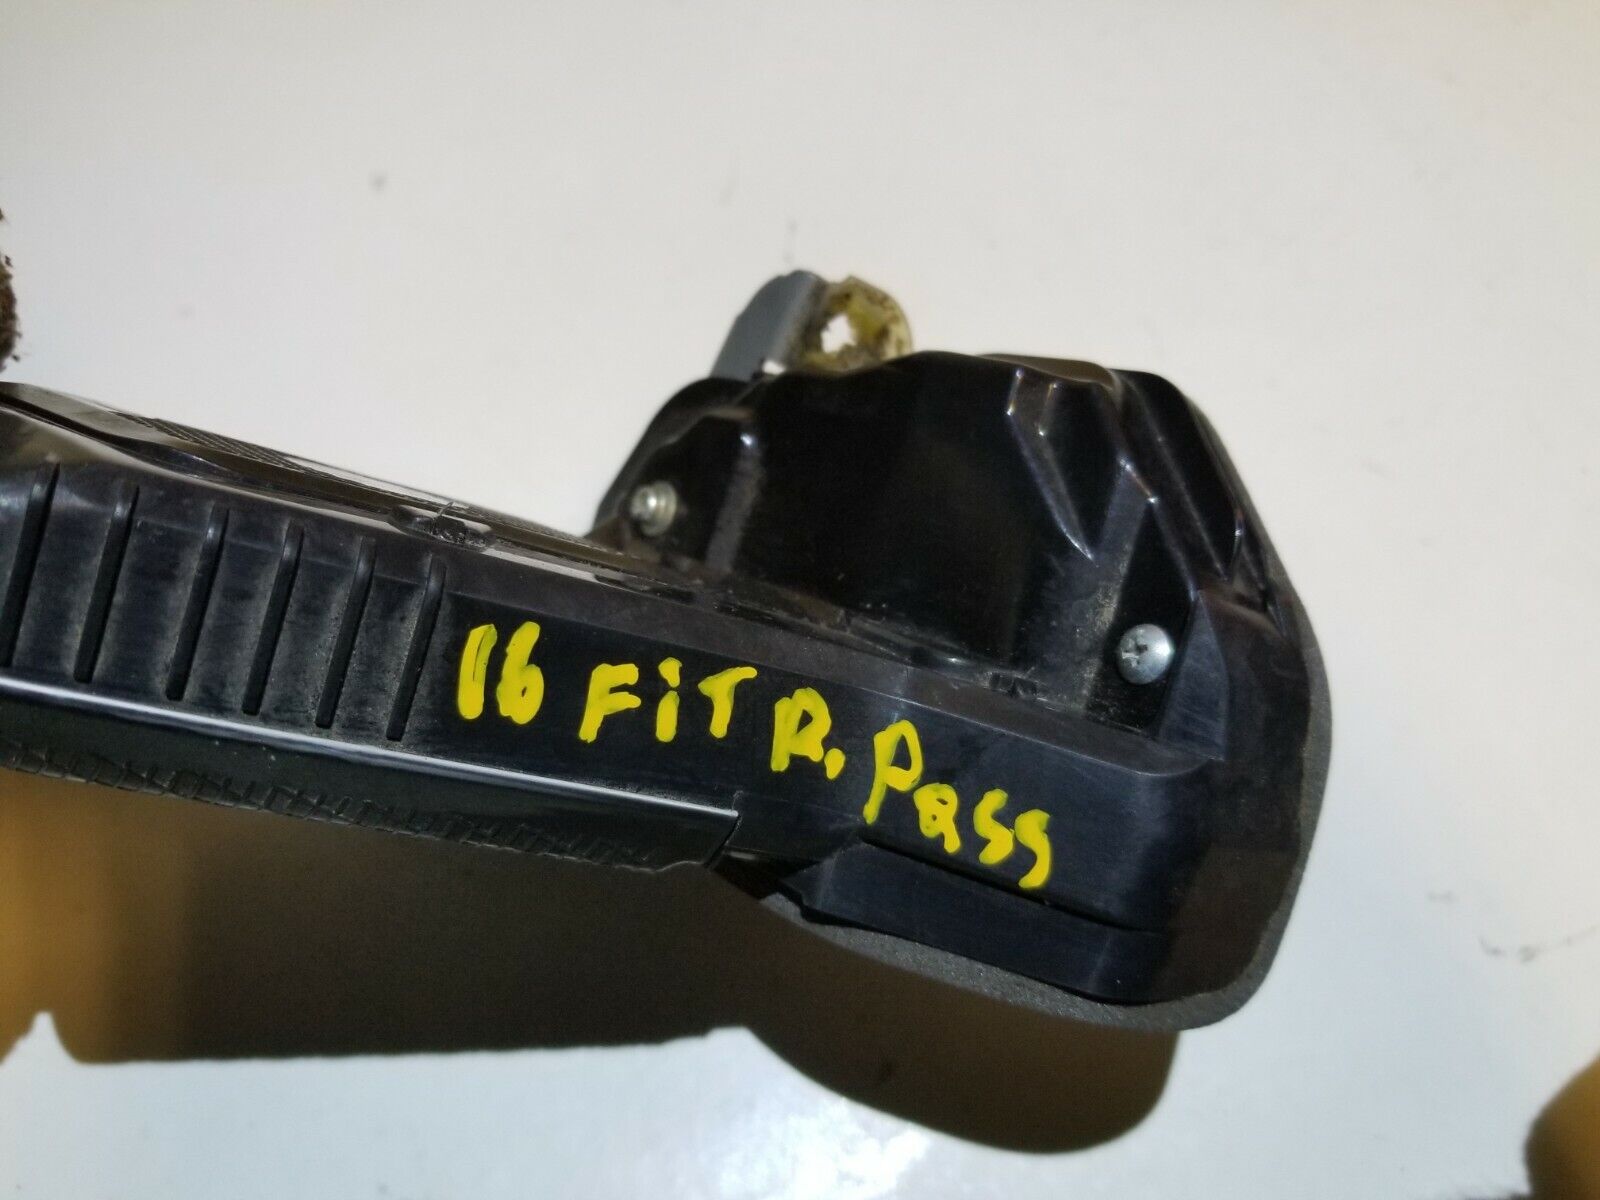 16 FiT R. Pass